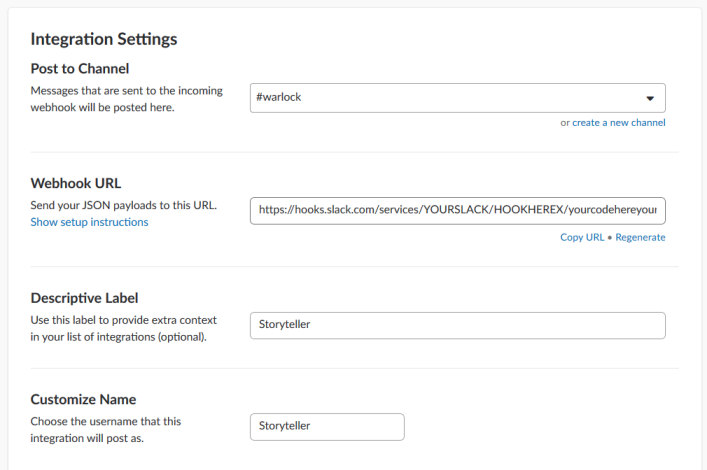 Integration Settings
Post to Channel
Messages that are sent to the incoming
webhook will be posted here.
#warlock
or create a new channel
Webhook URL
Send your JSON payloads to this URL.
Show setup instructions
https://hooks.slack.com/services/YOURSLACK/HOOKHEREX/yourcodehereyour
Copy URL • Regenerate
Descriptive Label
Use this label to provide extra context
in your list of integrations (optional).
Storyteller
Customize Name
Choose the username that this
integration will post as.
Storyteller